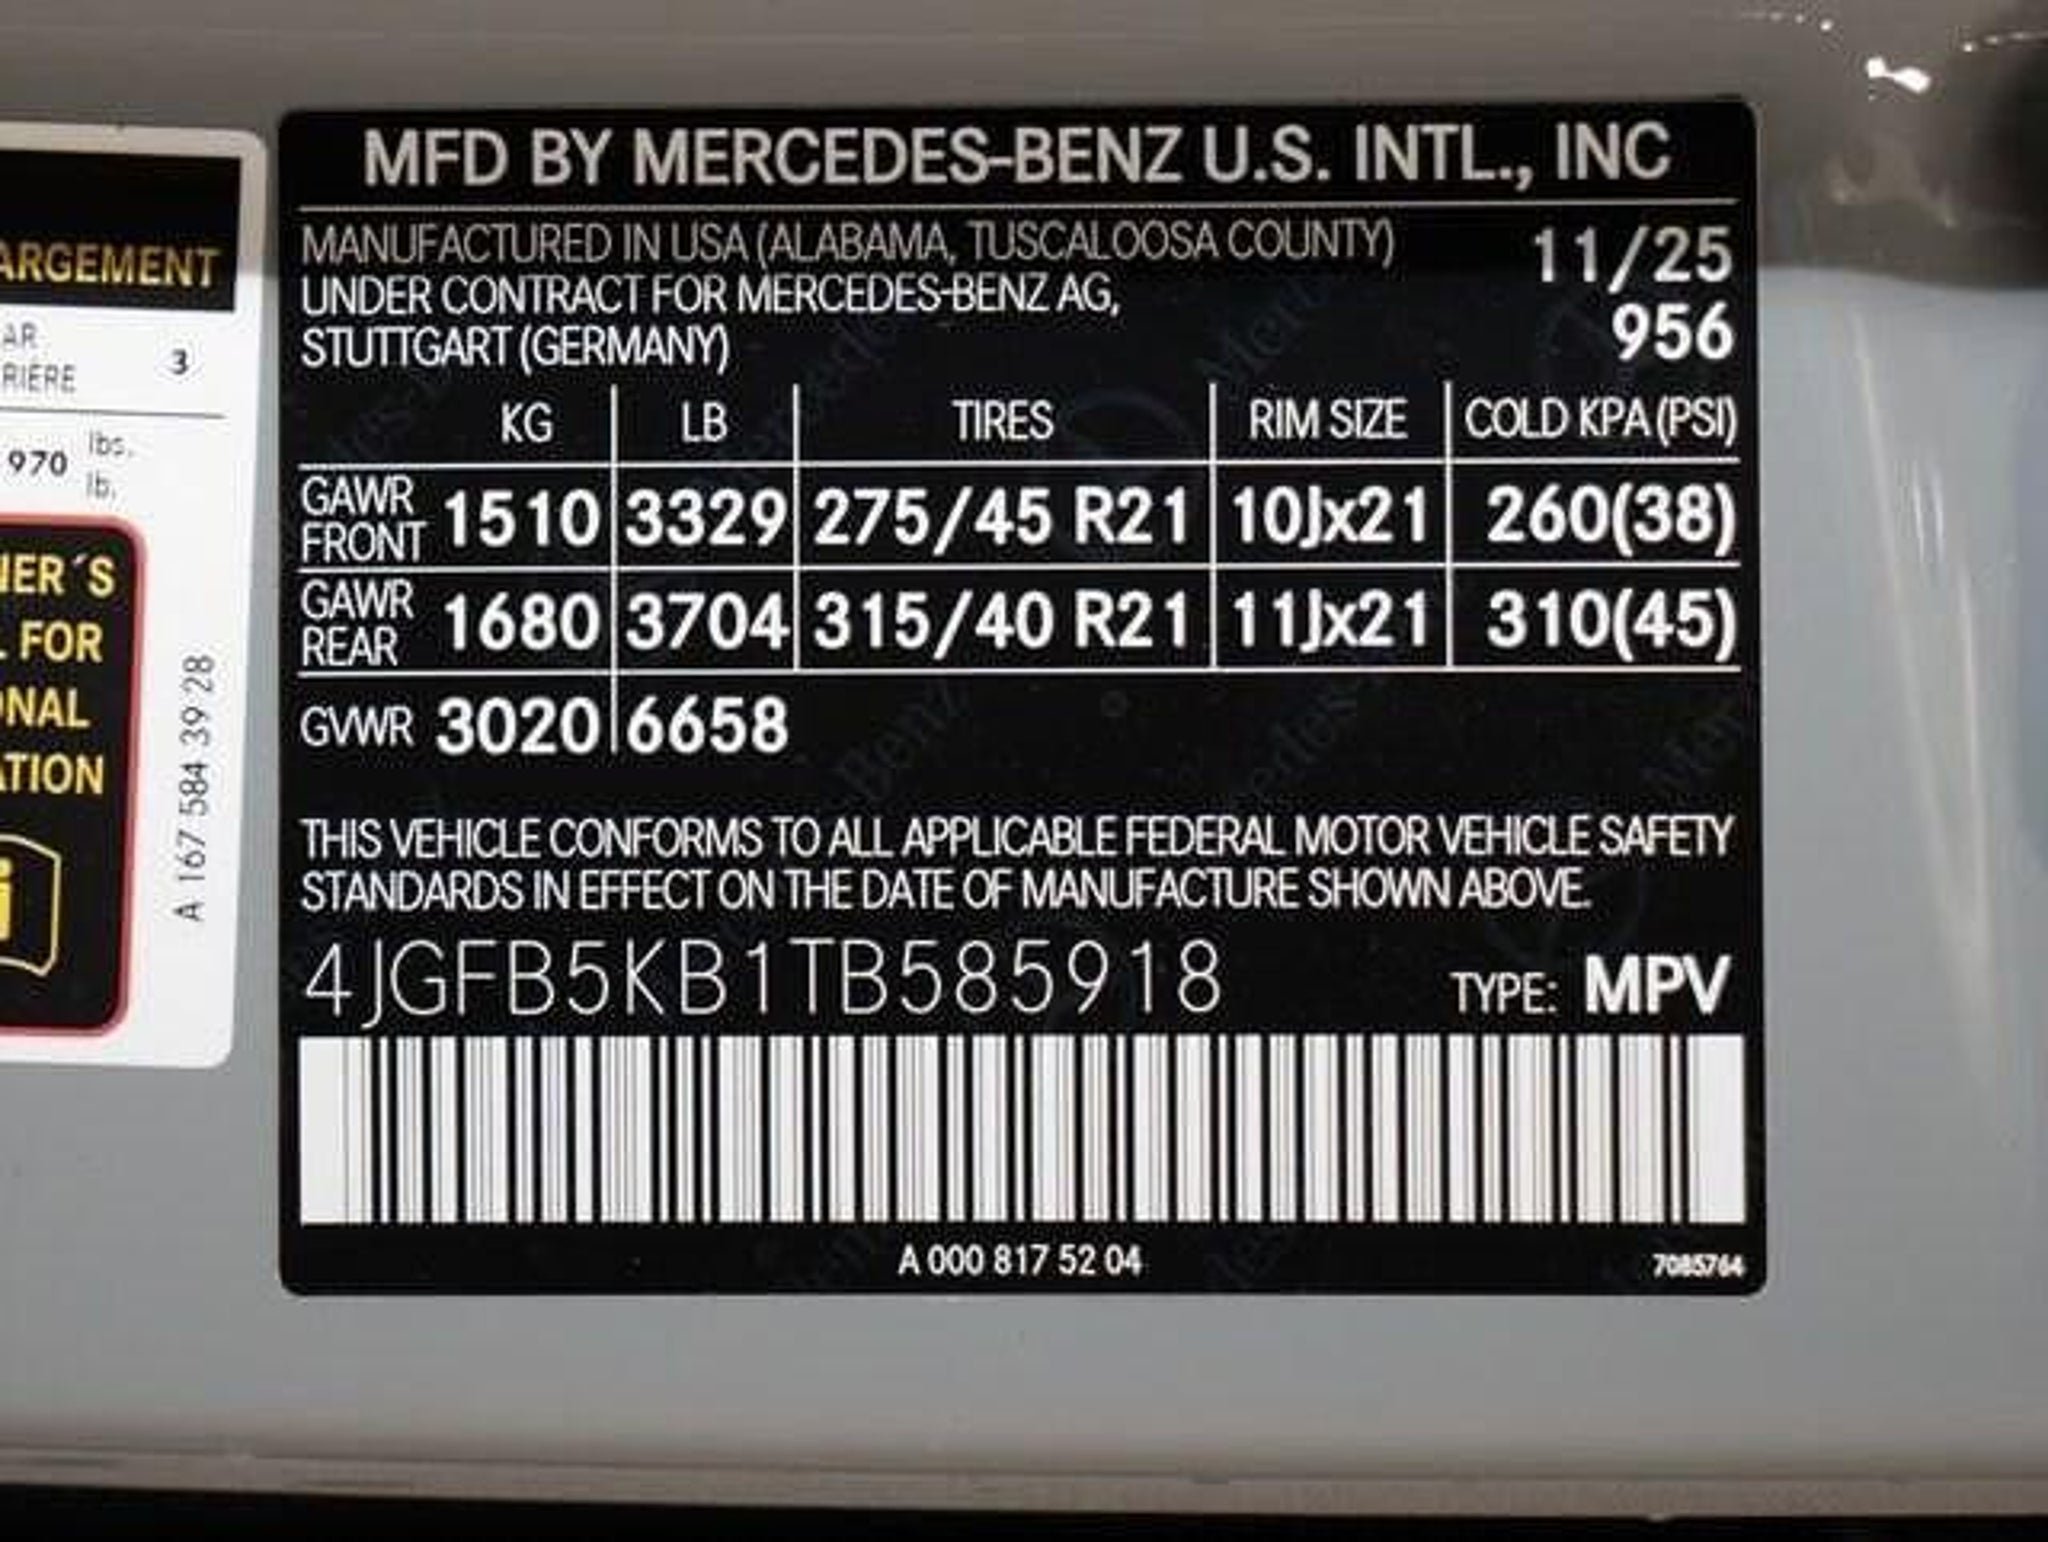 ARGEMENT
AR
RIÈRE 3
970 lbs.
lb.
NER´S
L FOR
ONAL
ATION
i
A 167 584 39 28
MFD BY MERCEDES-BENZ U.S. INTL., INC
MANUFACTURED IN USA (ALABAMA, TUSCALOOSA COUNTY) 11/25
UNDER CONTRACT FOR MERCEDES-BENZ AG, 956
STUTTGART (GERMANY)
KG LB TIRES RIM SIZE COLD KPA (PSI)
GAWR FRONT 1510 3329 275/45 R21 10Jx21 260(38)
GAWR REAR 1680 3704 315/40 R21 11Jx21 310(45)
GVWR 3020 6658
THIS VEHICLE CONFORMS TO ALL APPLICABLE FEDERAL MOTOR VEHICLE SAFETY
STANDARDS IN EFFECT ON THE DATE OF MANUFACTURE SHOWN ABOVE.
4JGFB5KB1TB585918 TYPE: MPV
A 000 817 52 04 7085764